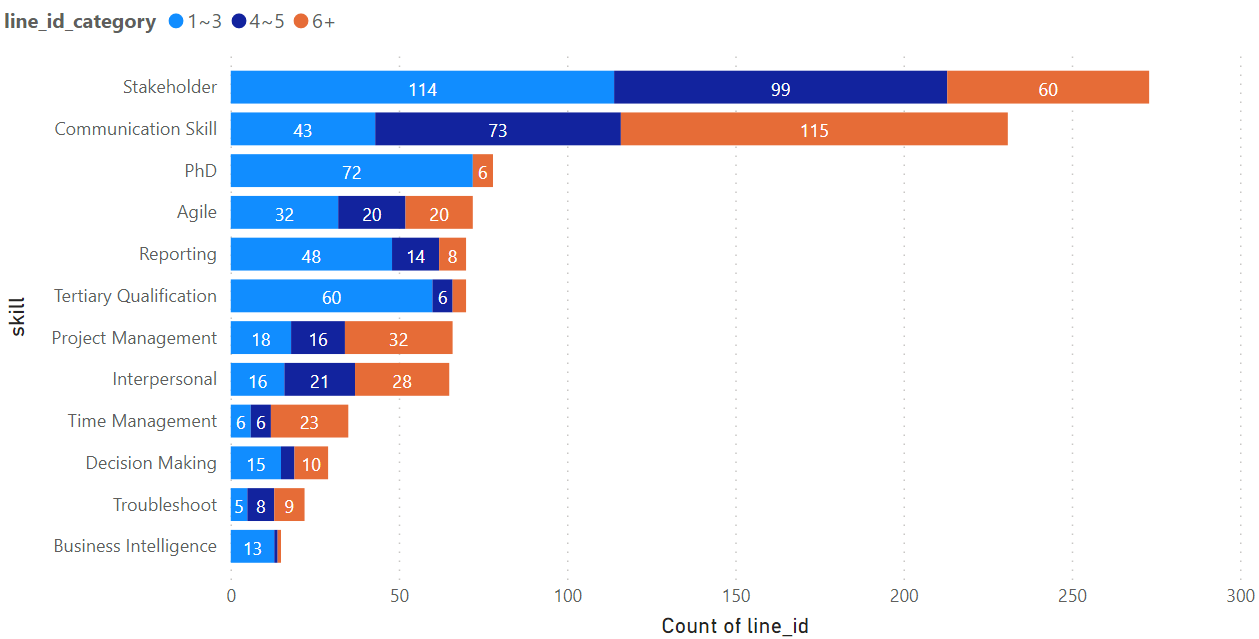 line_id_category 1~3 4~5 6+
Stakeholder 114 99 60
Communication Skill 43 73 115
PhD 72 6
Agile 32 20 20
Reporting 48 14 8
Tertiary Qualification 60 6
Project Management 18 16 32
Interpersonal 16 21 28
Time Management 6 6 23
Decision Making 15 10
Troubleshoot 5 8 9
Business Intelligence 13
skill
0 50 100 150 200 250 300
Count of line_id